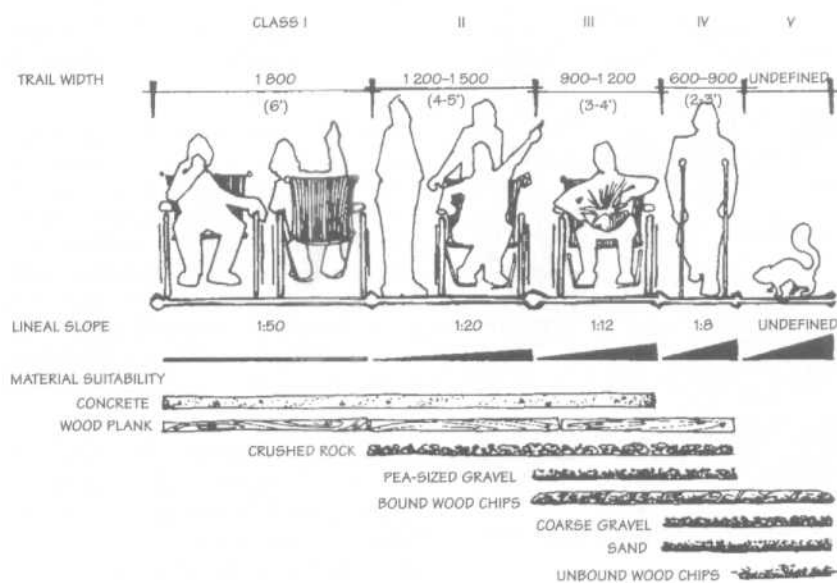 CLASS I II III IV V
TRAIL WIDTH 1 800 1 200-1 500 900-1 200 600-900 UNDEFINED
(6') (4-5') (3-4') (2-3')
LINEAL SLOPE 1:50 1:20 1:12 1:8 UNDEFINED
MATERIAL SUITABILITY
CONCRETE
WOOD PLANK
CRUSHED ROCK
PEA-SIZED GRAVEL
BOUND WOOD CHIPS
COARSE GRAVEL
SAND
UNBOUND WOOD CHIPS